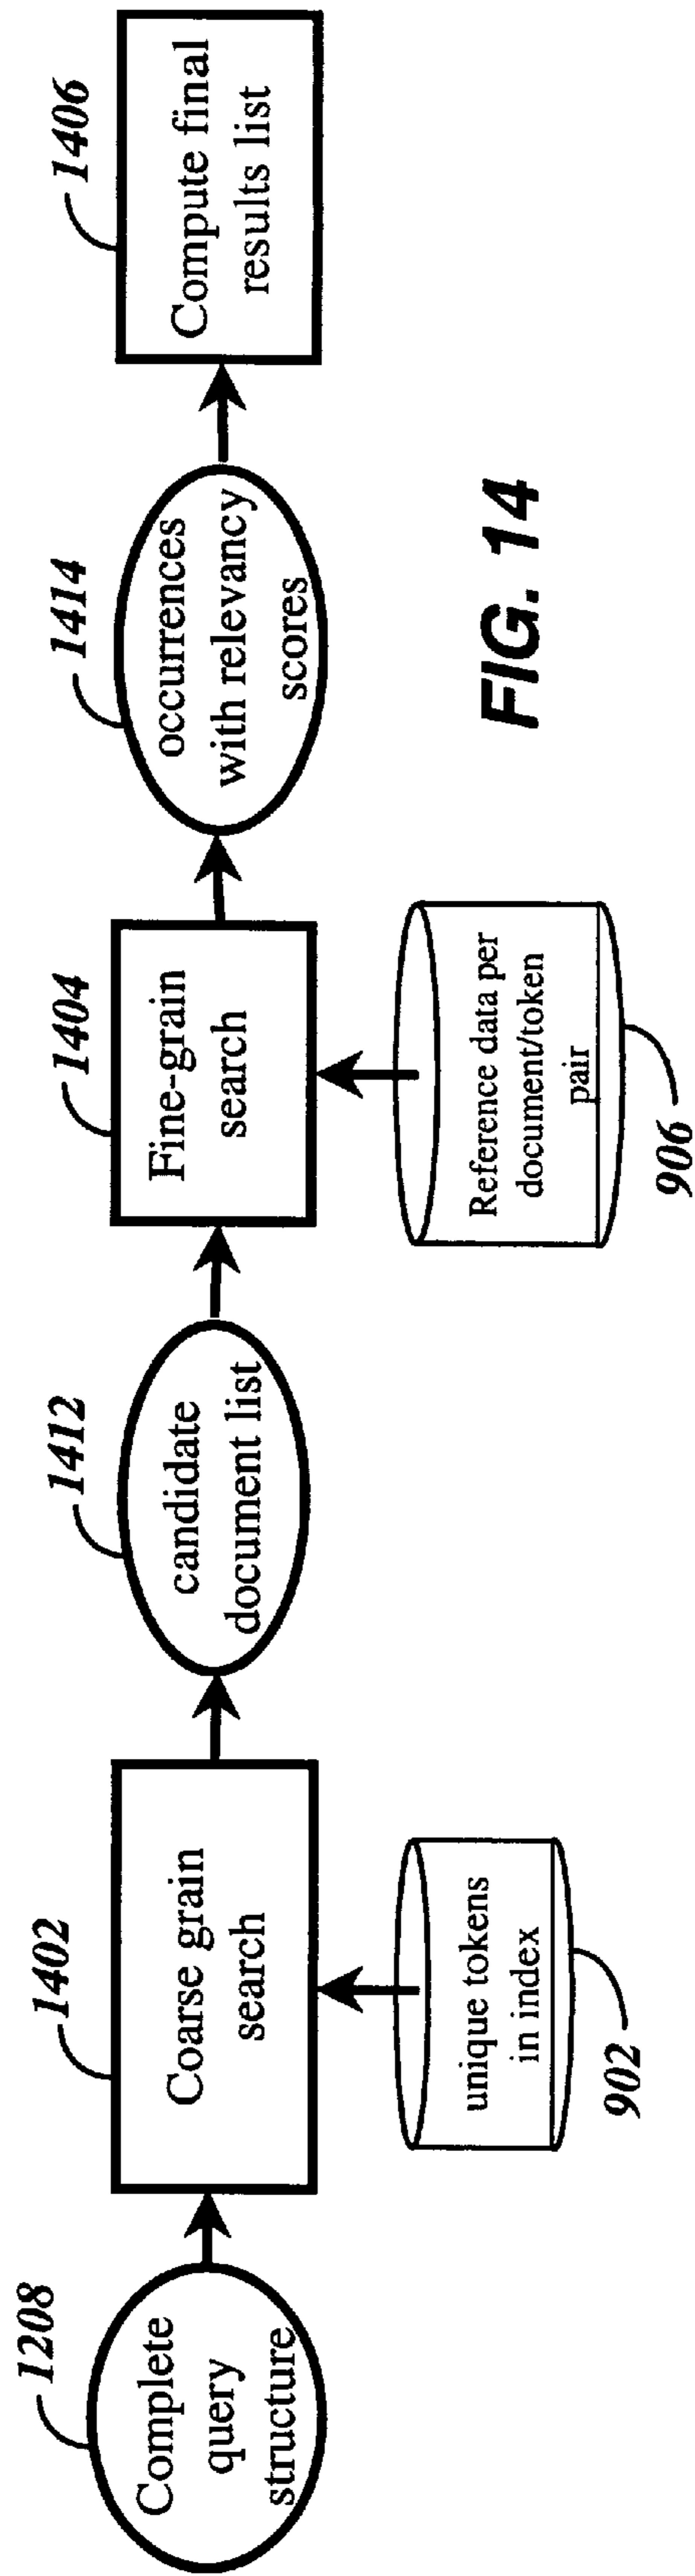 1208
Complete
query
structure
1402
Coarse grain
search
unique tokens
in index
902
1412
candidate
document list
1404
Fine-grain
search
Reference data per
document/token
pair
906
1414
occurrences
with relevancy
scores
1406
Compute final
results list
FIG. 14